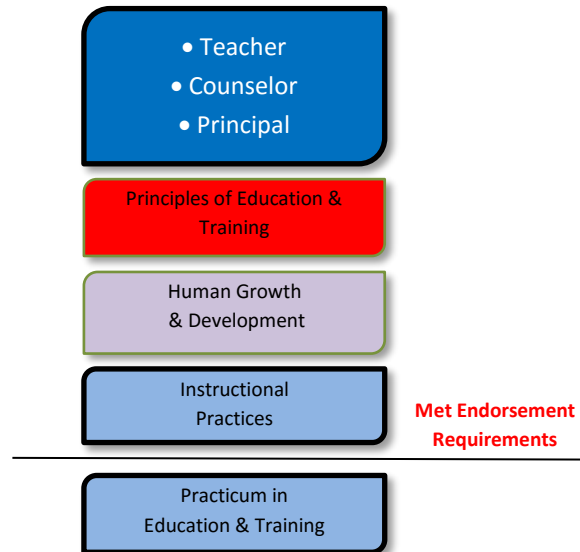 • Teacher
• Counselor
• Principal
Principles of Education &
Training
Human Growth
& Development
Instructional
Practices
Met Endorsement
Requirements
Practicum in
Education & Training